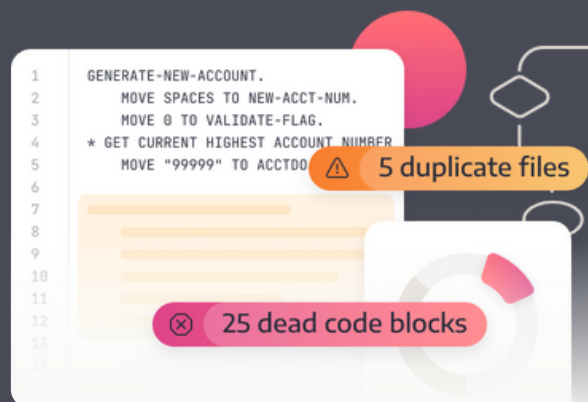 1 GENERATE-NEW-ACCOUNT.
2 MOVE SPACES TO NEW-ACCT-NUM.
3 MOVE 0 TO VALIDATE-FLAG.
4 * GET CURRENT HIGHEST ACCOUNT NUMBER
5 MOVE "99999" TO ACCTDO
5 duplicate files
6
7
8
9
10
11
12
25 dead code blocks
13
14